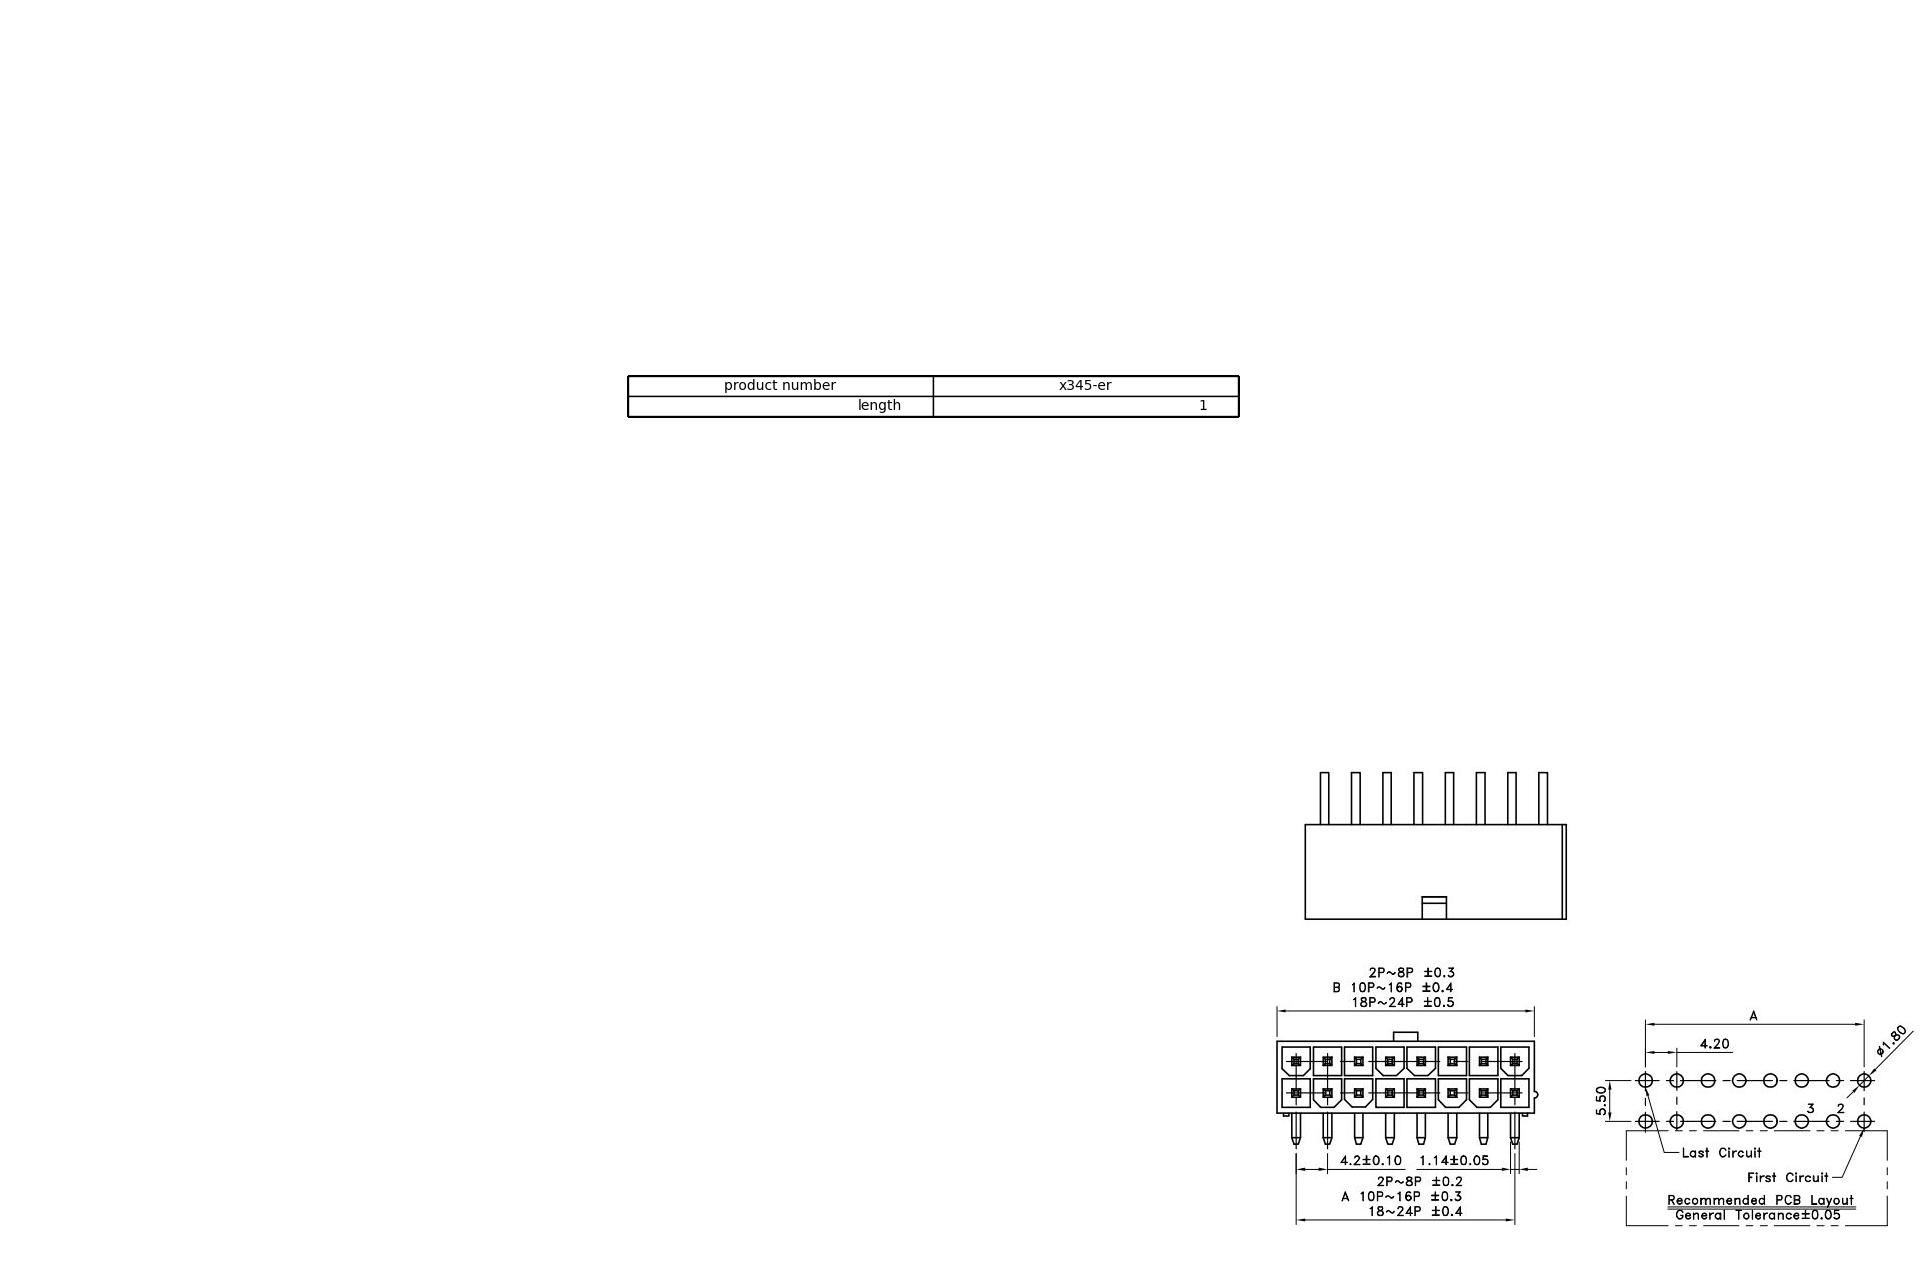 product number x345-er
length 1
2P~8P ±0.3
B 10P~16P ±0.4
18P~24P ±0.5
4.2±0.10 1.14±0.05
2P~8P ±0.2
A 10P~16P ±0.3
18~24P ±0.4
A
ø1.80
4.20
5.50
3 2
Last Circuit
First Circuit
Recommended PCB Layout
General Tolerance±0.05